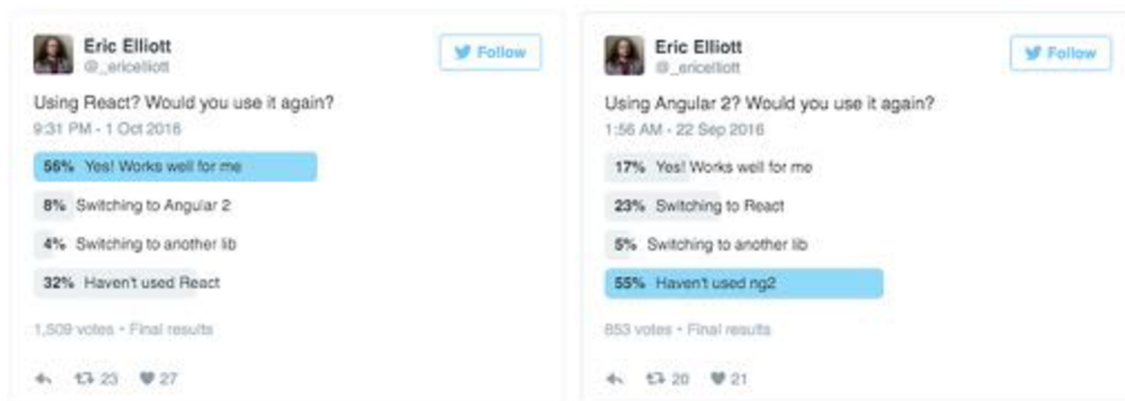 Eric Elliott
@_ericelliott
Follow
Using React? Would you use it again?
9:31 PM - 1 Oct 2016
56% Yes! Works well for me
8% Switching to Angular 2
4% Switching to another lib
32% Haven't used React
1,509 votes • Final results
23 27
Eric Elliott
@_ericelliott
Follow
Using Angular 2? Would you use it again?
1:56 AM - 22 Sep 2016
17% Yes! Works well for me
23% Switching to React
5% Switching to another lib
55% Haven't used ng2
853 votes • Final results
20 21